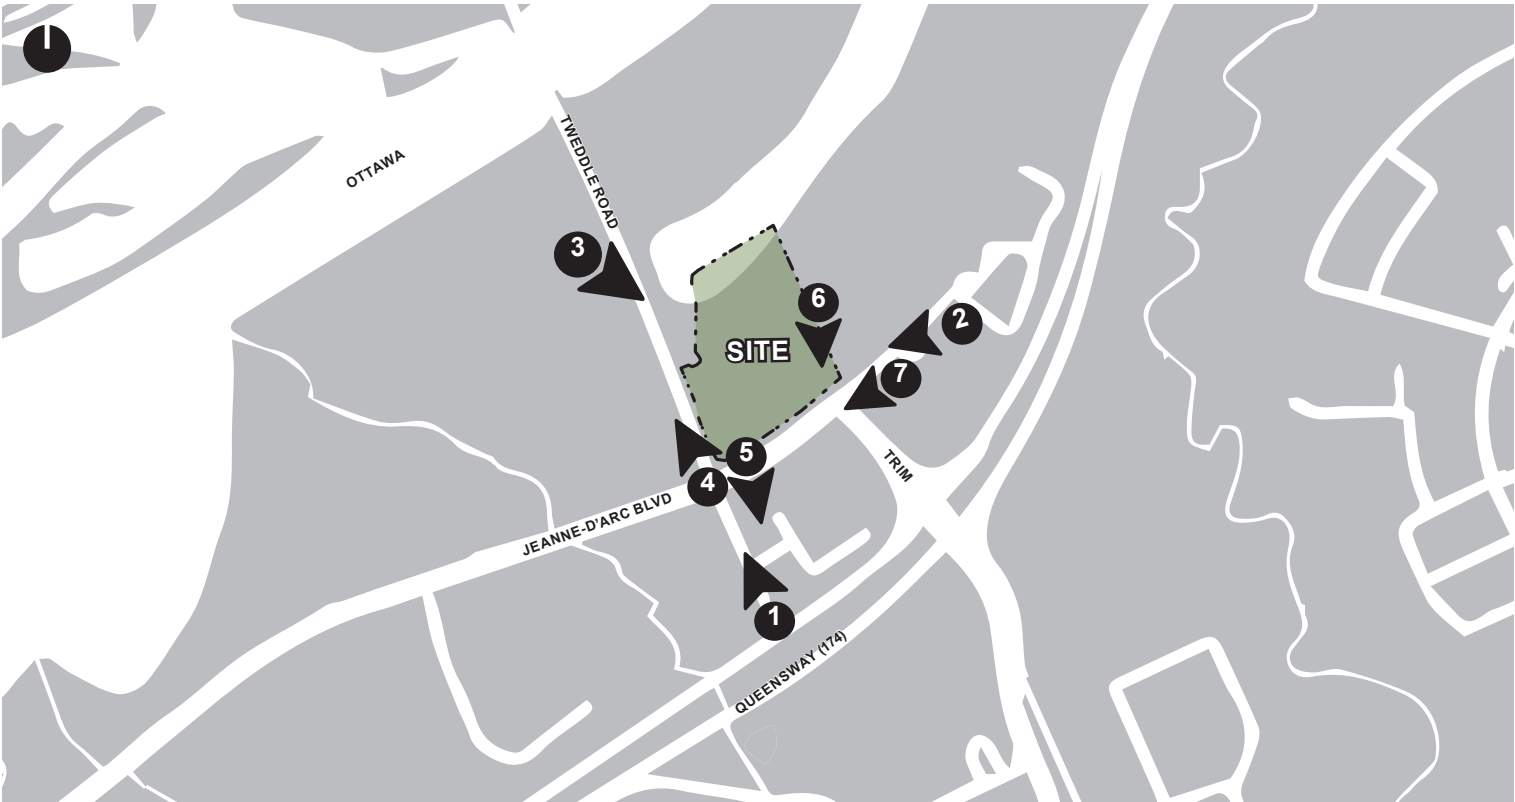 TWEDDLE ROAD
OTTAWA
3
6
2
SITE
7
5
4
TRIM
JEANNE-D'ARC BLVD
1
QUEENSWAY (174)